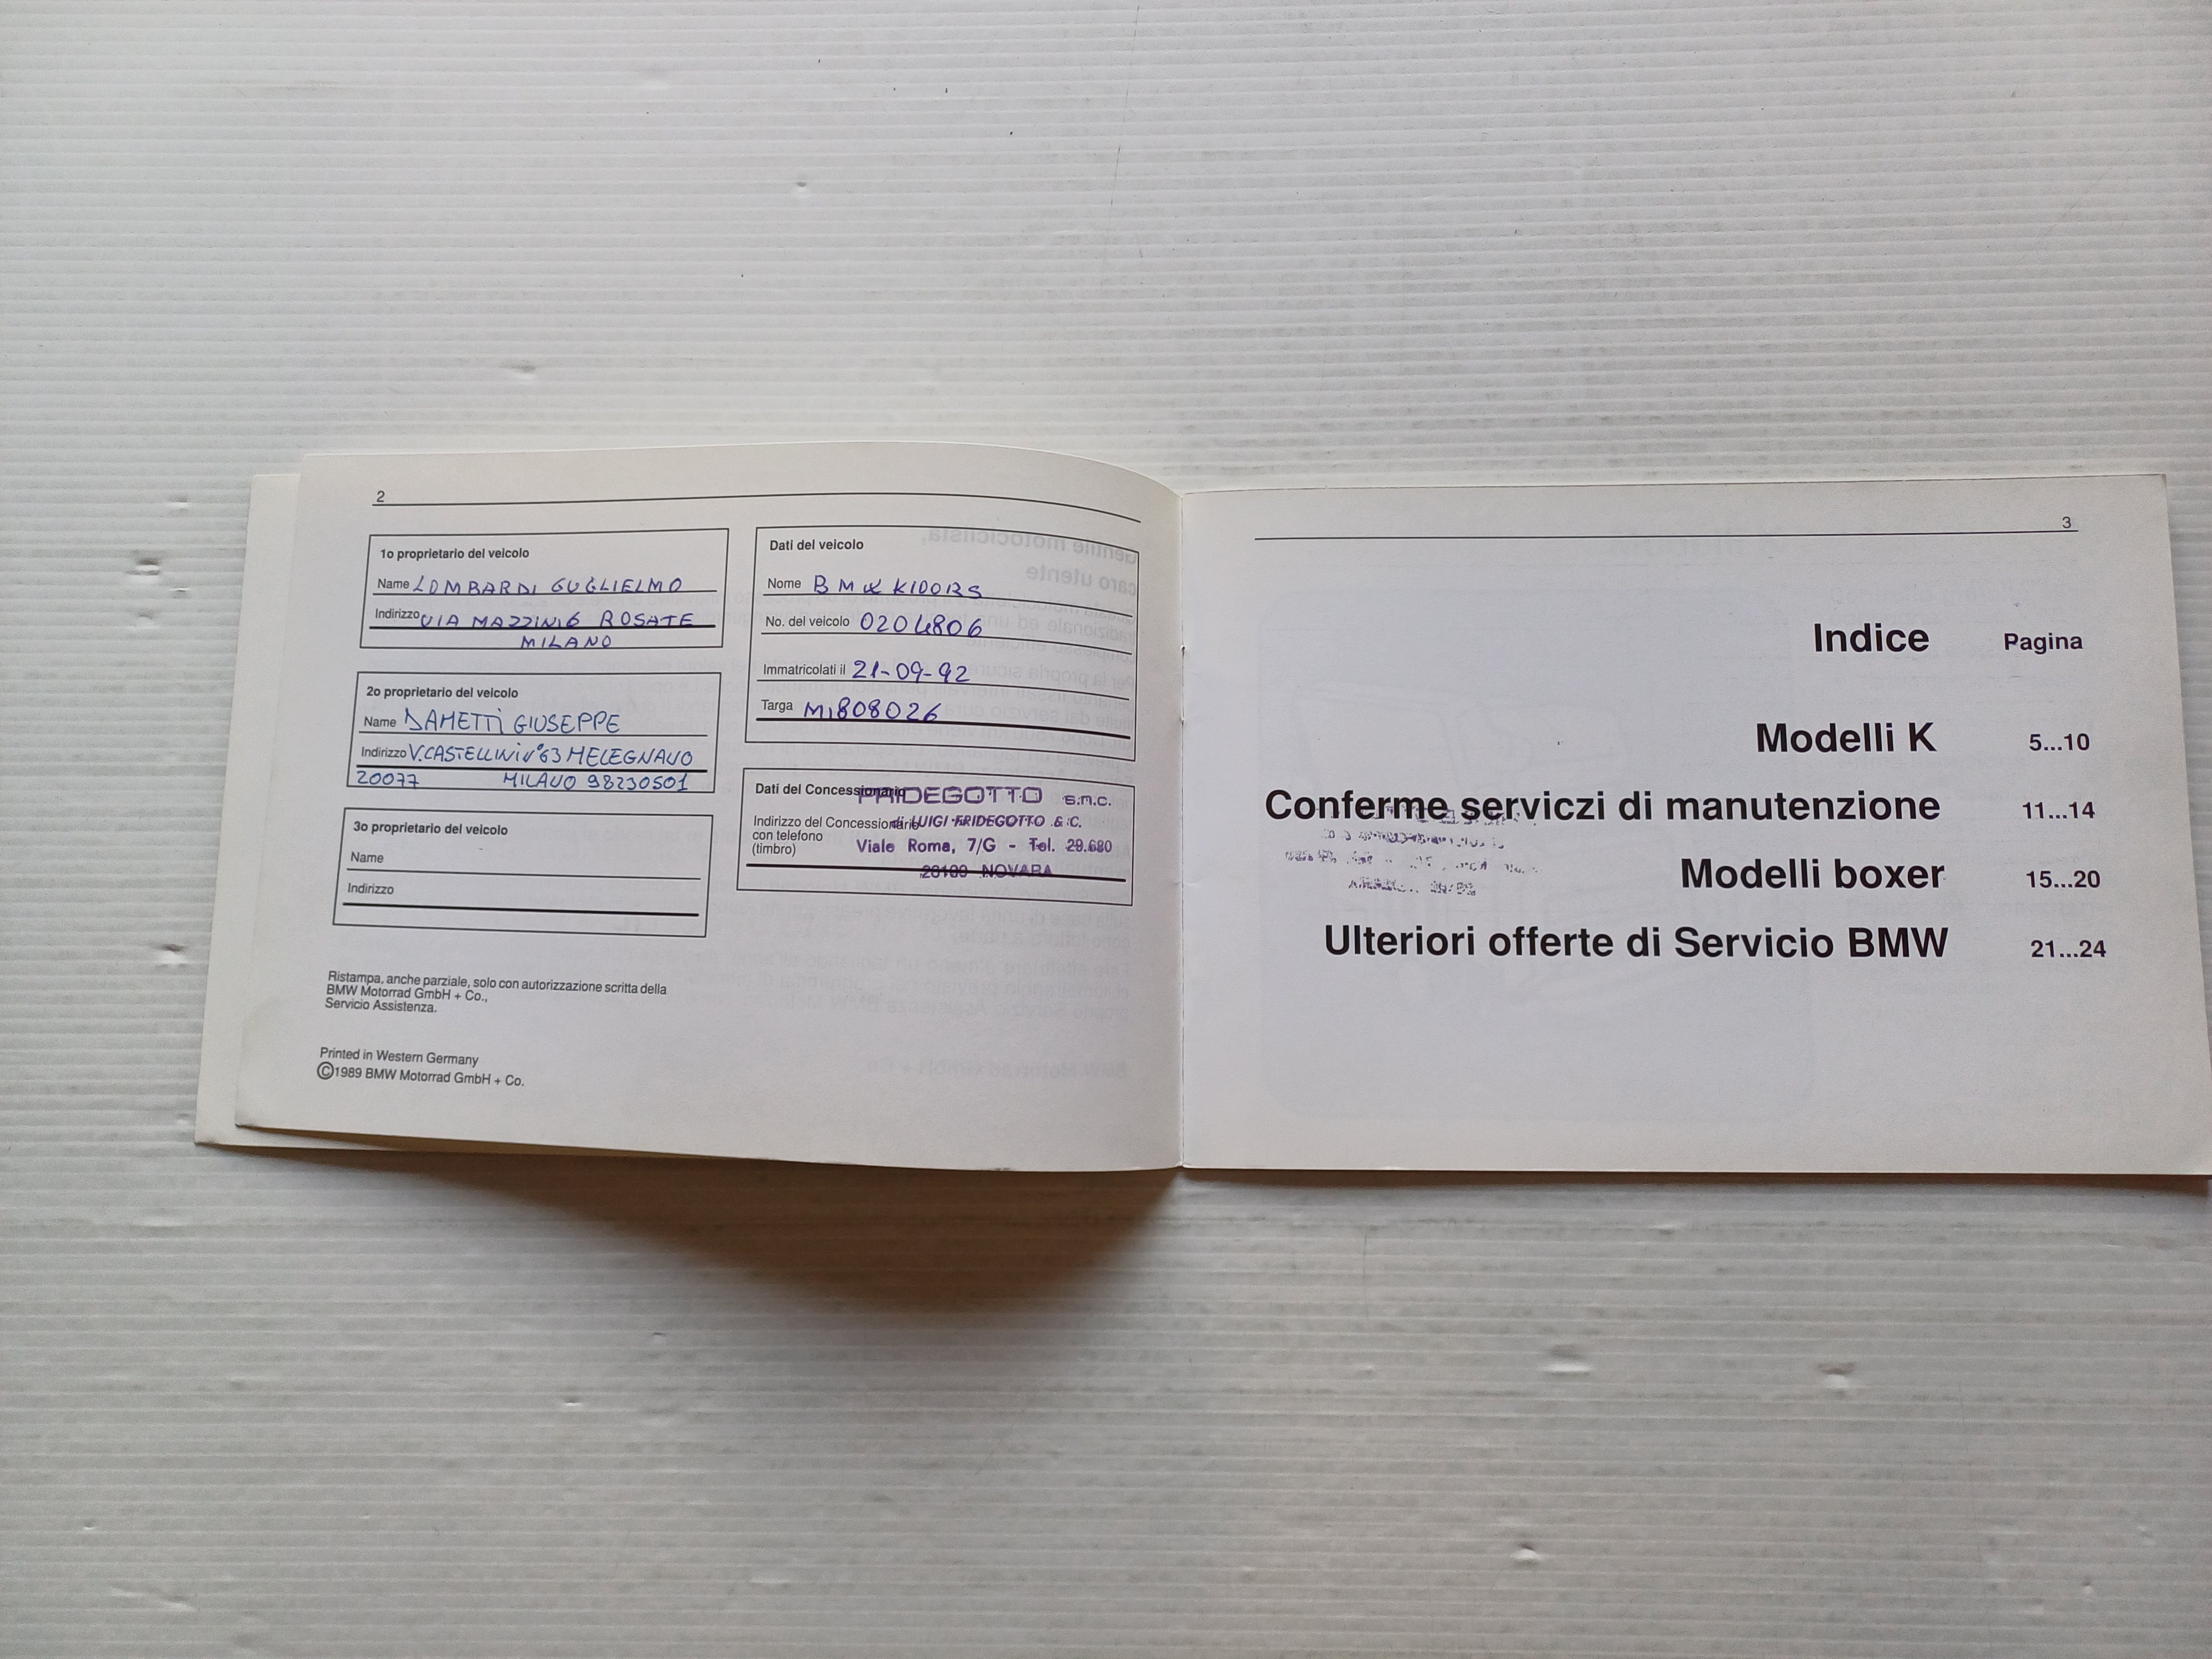 2
1o proprietario del veicolo
Name LOMBARDI GUGLIELMO
Indirizzo VIA MAZZINI 6 ROSATE
MILANO
2o proprietario del veicolo
Name DAMETTI GIUSEPPE
Indirizzo V. CASTELLINI N° 63 MELEGNANO
20077 MILANO 98230501
3o proprietario del veicolo
Name
Indirizzo
Ristampa, anche parziale, solo con autorizzazione scritta della
BMW Motorrad GmbH + Co.,
Servicio Assistenza.
Printed in Western Germany
©1989 BMW Motorrad GmbH + Co.
Dati del veicolo
Nome BMW K100RS
No. del veicolo 0204806
Immatricolati il 21-09-92
Targa MI808026
Dati del Concessionario
FRIDEGOTTO s.n.c.
Indirizzo del Concessionario
di LUIGI FRIDEGOTTO & C.
con telefono
(timbro)
Viale Roma, 7/G - Tel. 29.680
28100 NOVARA
3
Indice Pagina
Modelli K 5...10
Conferme serviczi di manutenzione 11...14
Modelli boxer 15...20
Ulteriori offerte di Servicio BMW 21...24